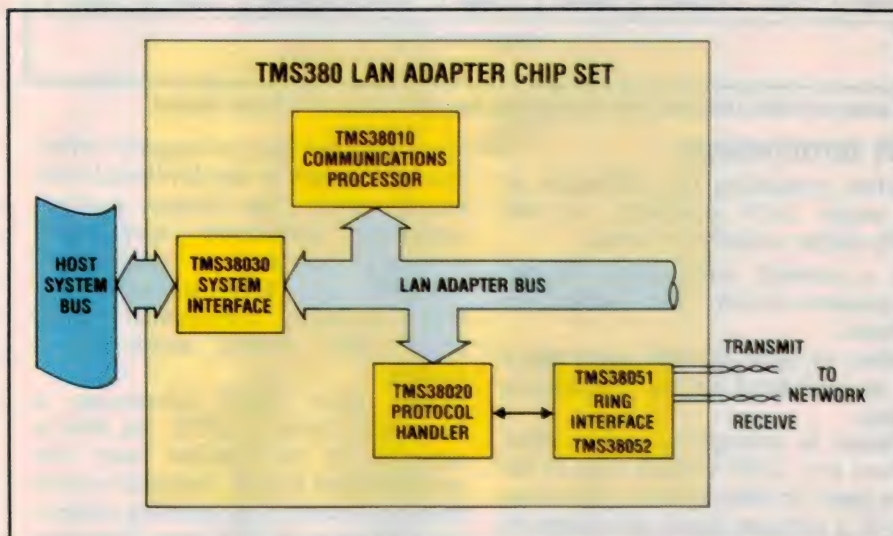 TMS380 LAN ADAPTER CHIP SET
TMS38010
COMMUNICATIONS
PROCESSOR
HOST
SYSTEM
BUS
TMS38030
SYSTEM
INTERFACE
LAN ADAPTER BUS
TMS38020
PROTOCOL
HANDLER
TMS38051
RING
INTERFACE
TMS38052
TRANSMIT
TO
NETWORK
RECEIVE